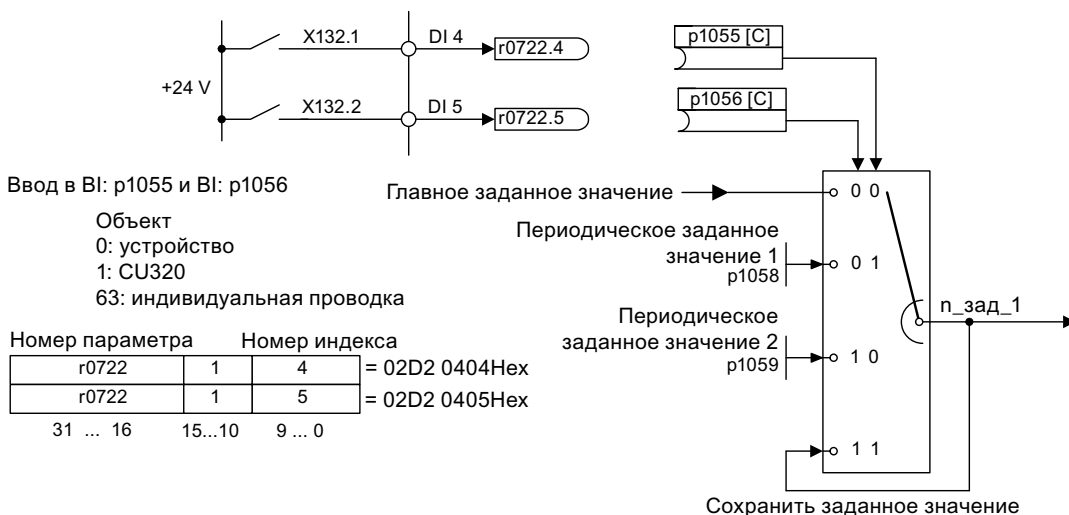 X132.1
DI 4
r0722.4
+24 V
X132.2
DI 5
r0722.5
p1055 [C]
p1056 [C]
Ввод в BI: p1055 и BI: p1056
Объект
0: устройство
1: CU320
63: индивидуальная проводка
Номер параметра
Номер индекса
r0722 1 4 = 02D2 0404Hex
r0722 1 5 = 02D2 0405Hex
31 ... 16 15...10 9 ... 0
Главное заданное значение
0 0
Периодическое заданное
значение 1
p1058
0 1
Периодическое
заданное значение 2
p1059
1 0
n_зад_1
1 1
Сохранить заданное значение